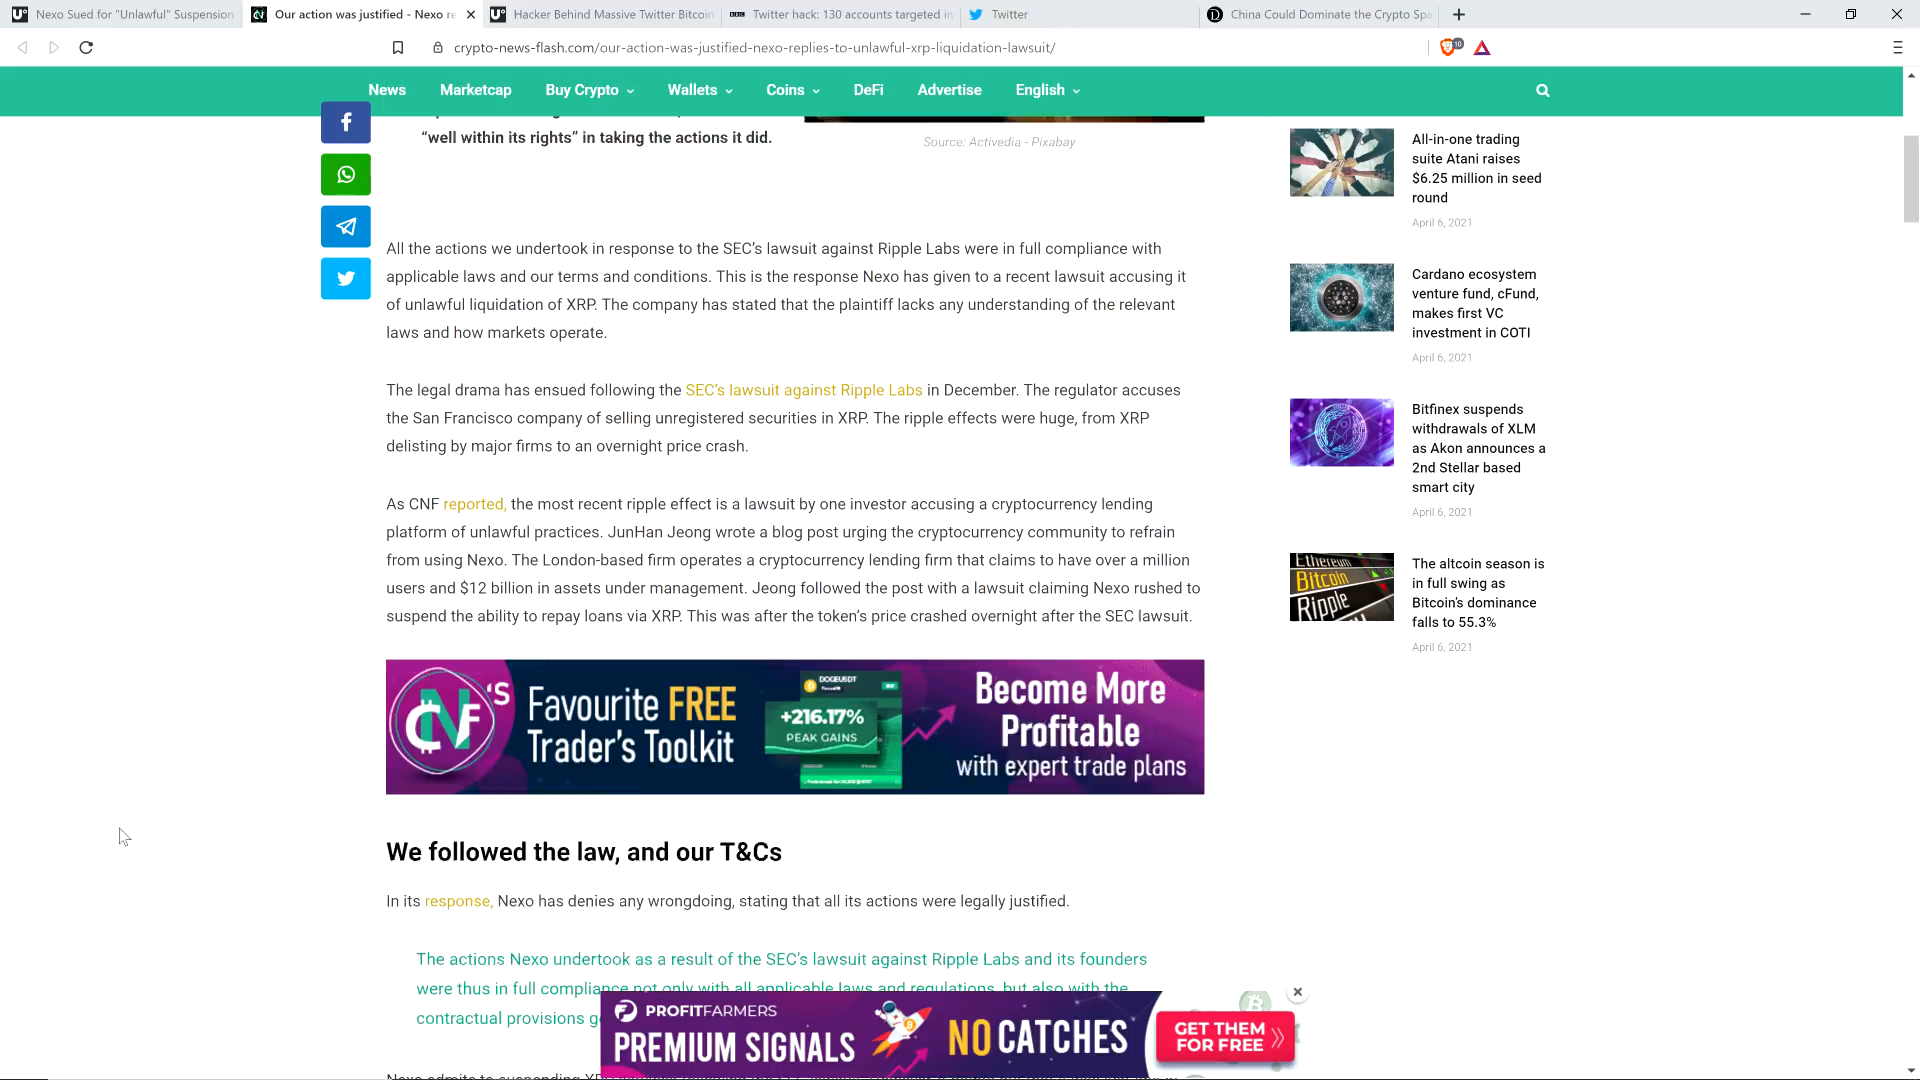 Nexo Sued for "Unlawful" Suspension
Our action was justified - Nexo re
Hacker Behind Massive Twitter Bitcoin
Twitter hack: 130 accounts targeted in
Twitter
China Could Dominate the Crypto Spa
crypto-news-flash.com/our-action-was-justified-nexo-replies-to-unlawful-xrp-liquidation-lawsuit/
10
News
Marketcap
Buy Crypto
Wallets
Coins
DeFi
Advertise
English
“well within its rights” in taking the actions it did.
Source: Activedia - Pixabay
All the actions we undertook in response to the SEC’s lawsuit against Ripple Labs were in full compliance with
applicable laws and our terms and conditions. This is the response Nexo has given to a recent lawsuit accusing it
of unlawful liquidation of XRP. The company has stated that the plaintiff lacks any understanding of the relevant
laws and how markets operate.
The legal drama has ensued following the SEC’s lawsuit against Ripple Labs in December. The regulator accuses
the San Francisco company of selling unregistered securities in XRP. The ripple effects were huge, from XRP
delisting by major firms to an overnight price crash.
As CNF reported, the most recent ripple effect is a lawsuit by one investor accusing a cryptocurrency lending
platform of unlawful practices. JunHan Jeong wrote a blog post urging the cryptocurrency community to refrain
from using Nexo. The London-based firm operates a cryptocurrency lending firm that claims to have over a million
users and $12 billion in assets under management. Jeong followed the post with a lawsuit claiming Nexo rushed to
suspend the ability to repay loans via XRP. This was after the token’s price crashed overnight after the SEC lawsuit.
CNF'S
Favourite FREE
Trader's Toolkit
DOGEUSDT
+216.17%
PEAK GAINS
Become More
Profitable
with expert trade plans
We followed the law, and our T&Cs
In its response, Nexo has denies any wrongdoing, stating that all its actions were legally justified.
The actions Nexo undertook as a result of the SEC’s lawsuit against Ripple Labs and its founders
were thus in full compliance not only with all applicable laws and regulations, but also with the
contractual provisions
PROFITFARMERS
PREMIUM SIGNALS
NO CATCHES
GET THEM
FOR FREE
All-in-one trading
suite Atani raises
$6.25 million in seed
round
April 6, 2021
Cardano ecosystem
venture fund, cFund,
makes first VC
investment in COTI
April 6, 2021
Bitfinex suspends
withdrawals of XLM
as Akon announces a
2nd Stellar based
smart city
April 6, 2021
Ethereum
Bitcoin
Ripple
The altcoin season is
in full swing as
Bitcoin’s dominance
falls to 55.3%
April 6, 2021